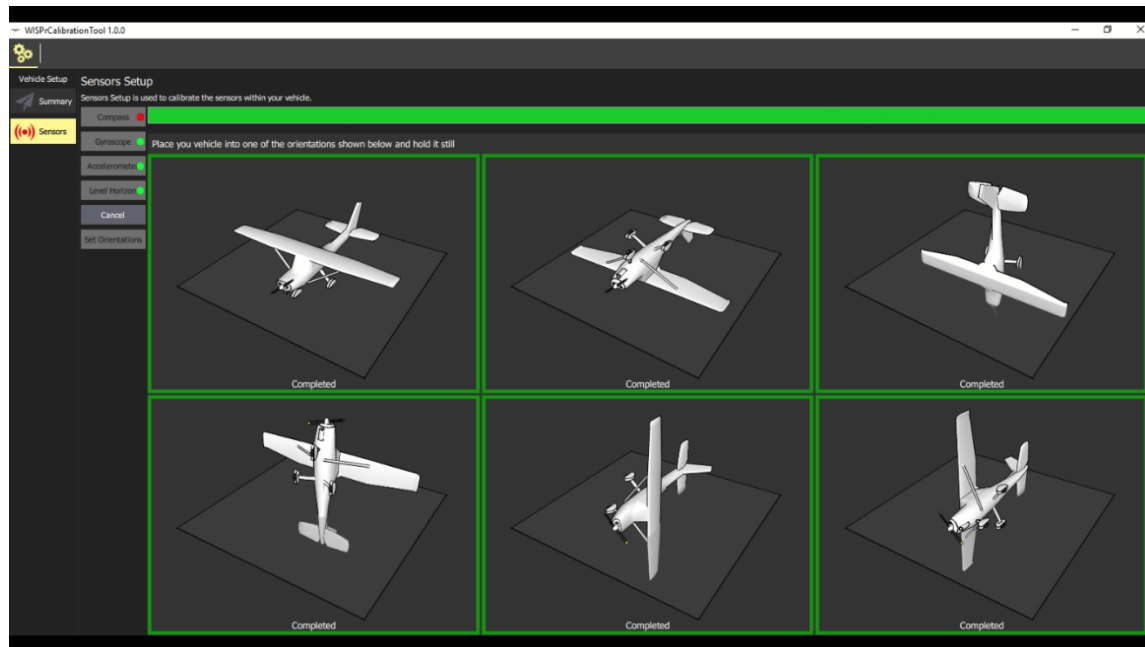 WISPrCalibrationTool 1.0.0
Vehicle Setup
Summary
Sensors
Sensors Setup
Sensors Setup is used to calibrate the sensors within your vehicle.
Compass
Gyroscope
Accelerometer
Level Horizon
Cancel
Set Orientations
Place you vehicle into one of the orientations shown below and hold it still
Completed
Completed
Completed
Completed
Completed
Completed